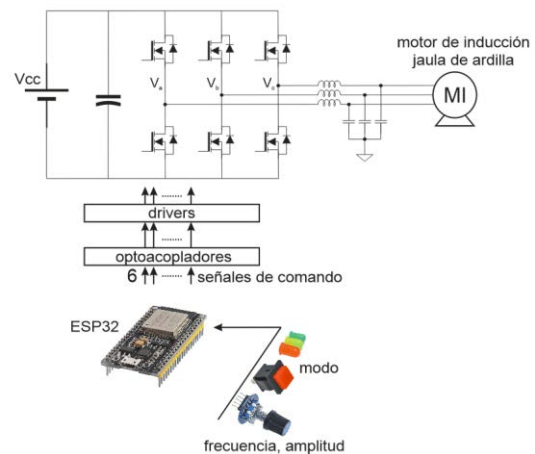 motor de inducción
jaula de ardilla
Vcc
Va
Vb
Vc
MI
drivers
optoacopladores
6
señales de comando
ESP32
modo
frecuencia, amplitud